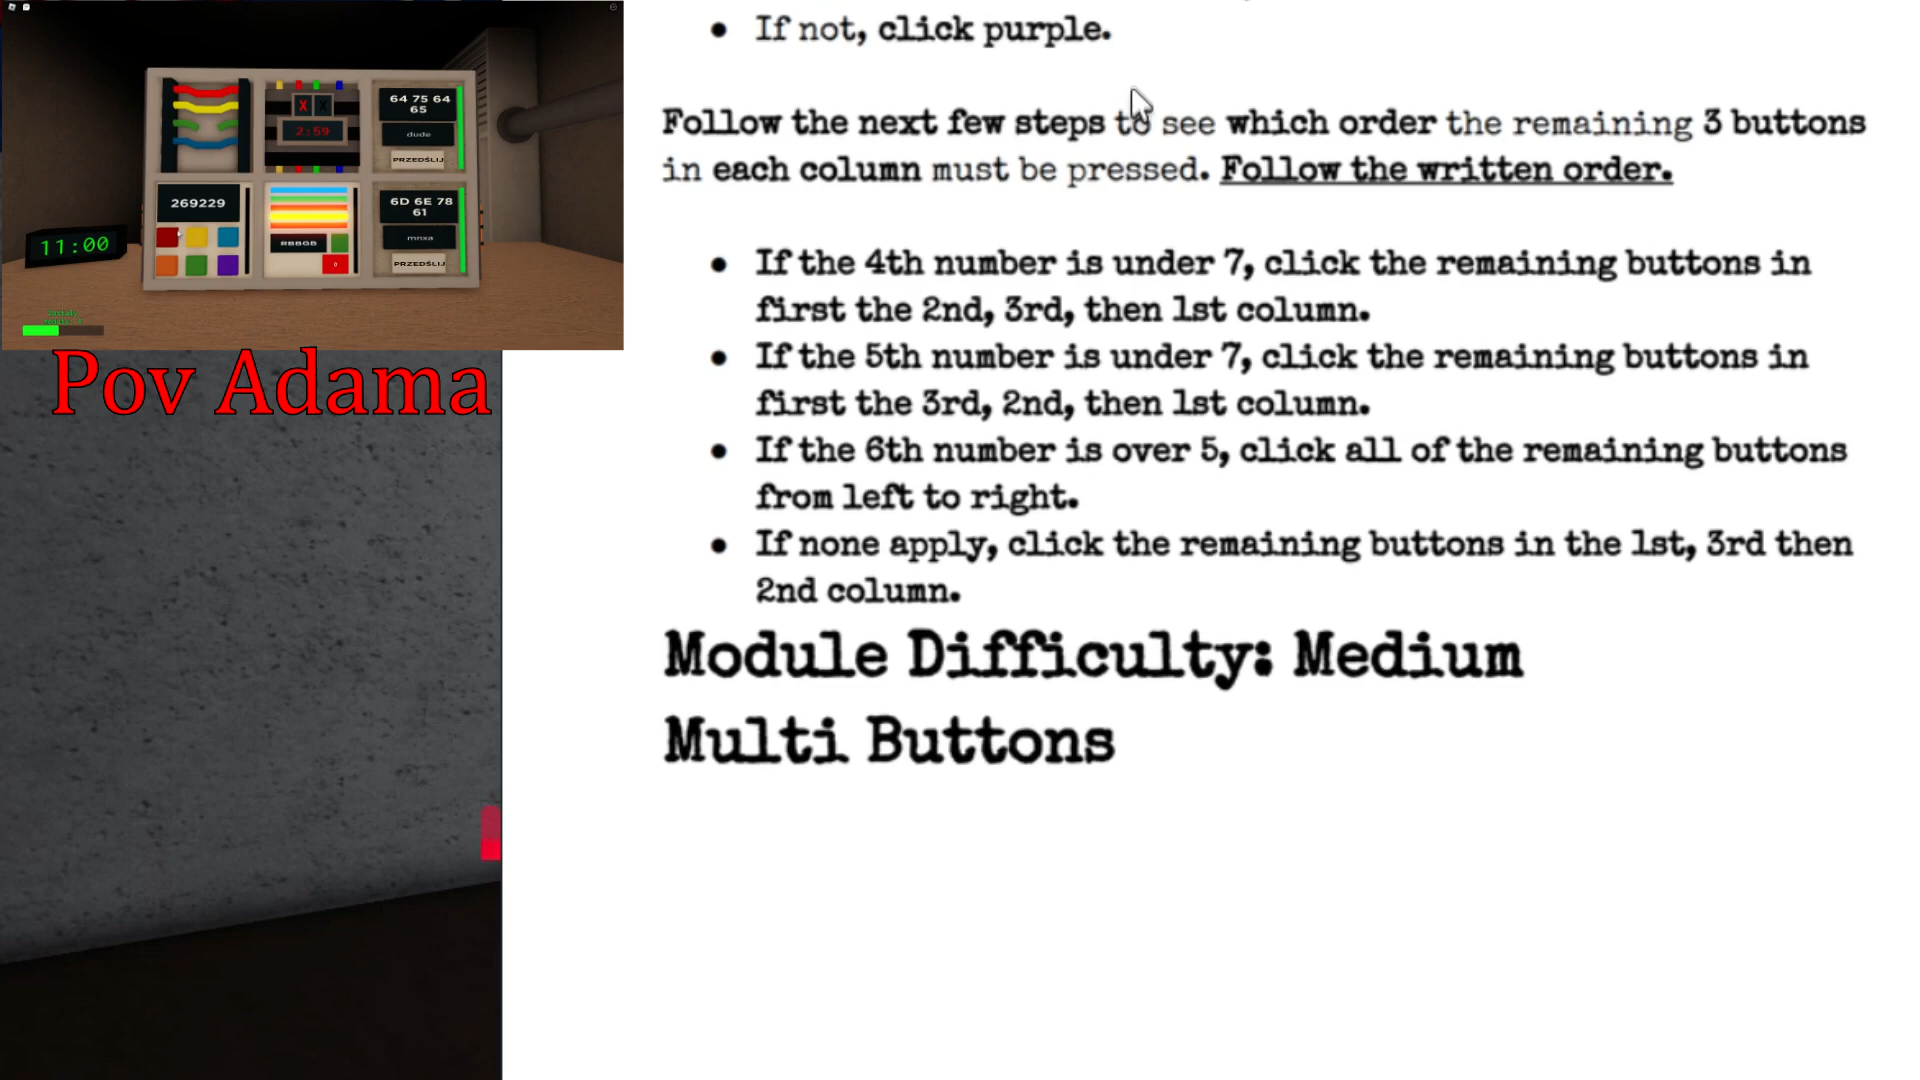 64 75 64
65
X X
2:59
dude
PRZEDŚLIJ
269229
6D 6E 78
61
RBBGB
mnxa
PRZEDŚLIJ
0
11:00
Pov Adama
• If not, click purple.
Follow the next few steps to see which order the remaining 3 buttons
in each column must be pressed. Follow the written order.
• If the 4th number is under 7, click the remaining buttons in
first the 2nd, 3rd, then 1st column.
• If the 5th number is under 7, click the remaining buttons in
first the 3rd, 2nd, then 1st column.
• If the 6th number is over 5, click all of the remaining buttons
from left to right.
• If none apply, click the remaining buttons in the 1st, 3rd then
2nd column.
Module Difficulty: Medium
Multi Buttons